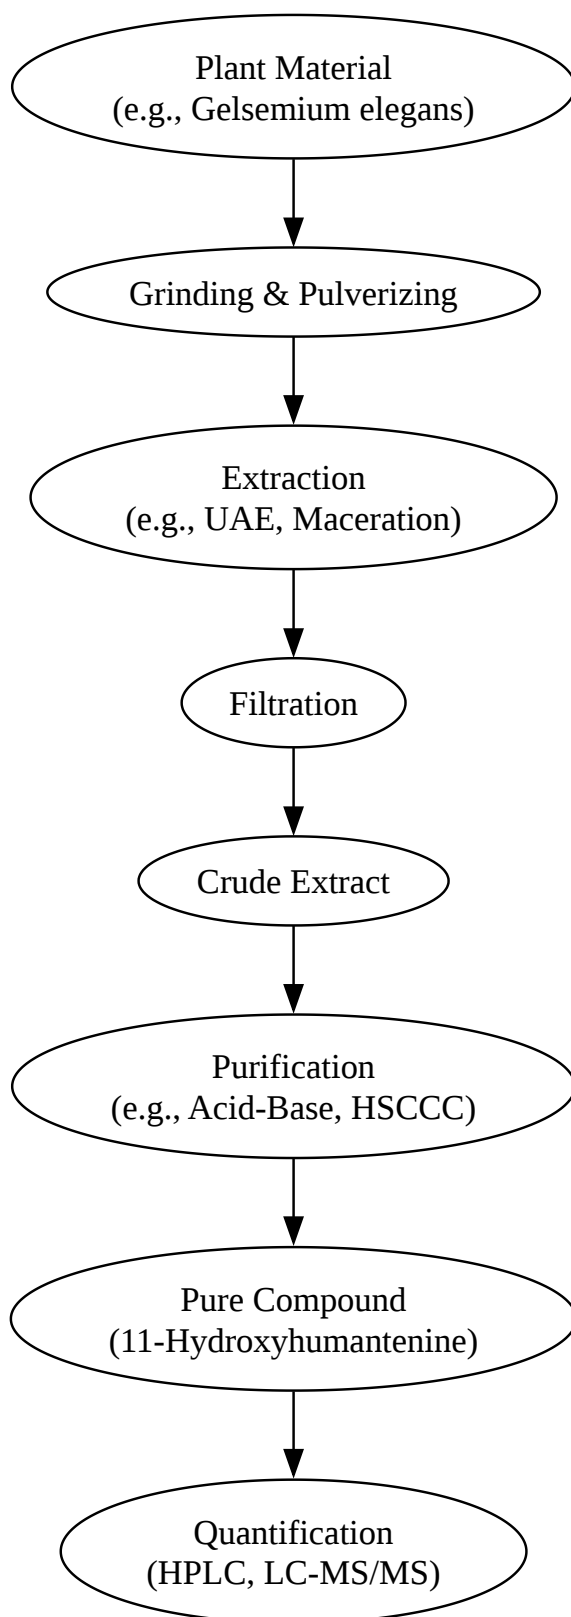 Plant Material
(e.g., Gelsemium elegans)
Grinding & Pulverizing
Extraction
(e.g., UAE, Maceration)
Filtration
Crude Extract
Purification
(e.g., Acid-Base, HSCCC)
Pure Compound
(11-Hydroxyhumantenine)
Quantification
(HPLC, LC-MS/MS)